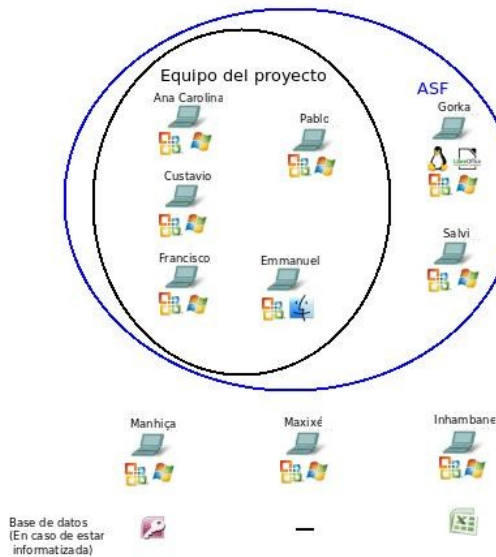 Equipo del proyecto
ASF
Ana Carolina
Pablo
Gorka
LibreOffice
Custavio
Salvi
Francisco
Emmanuel
Manhiça
Maxixé
Inhambane
Base de datos
(En caso de estar
informatizada)
—